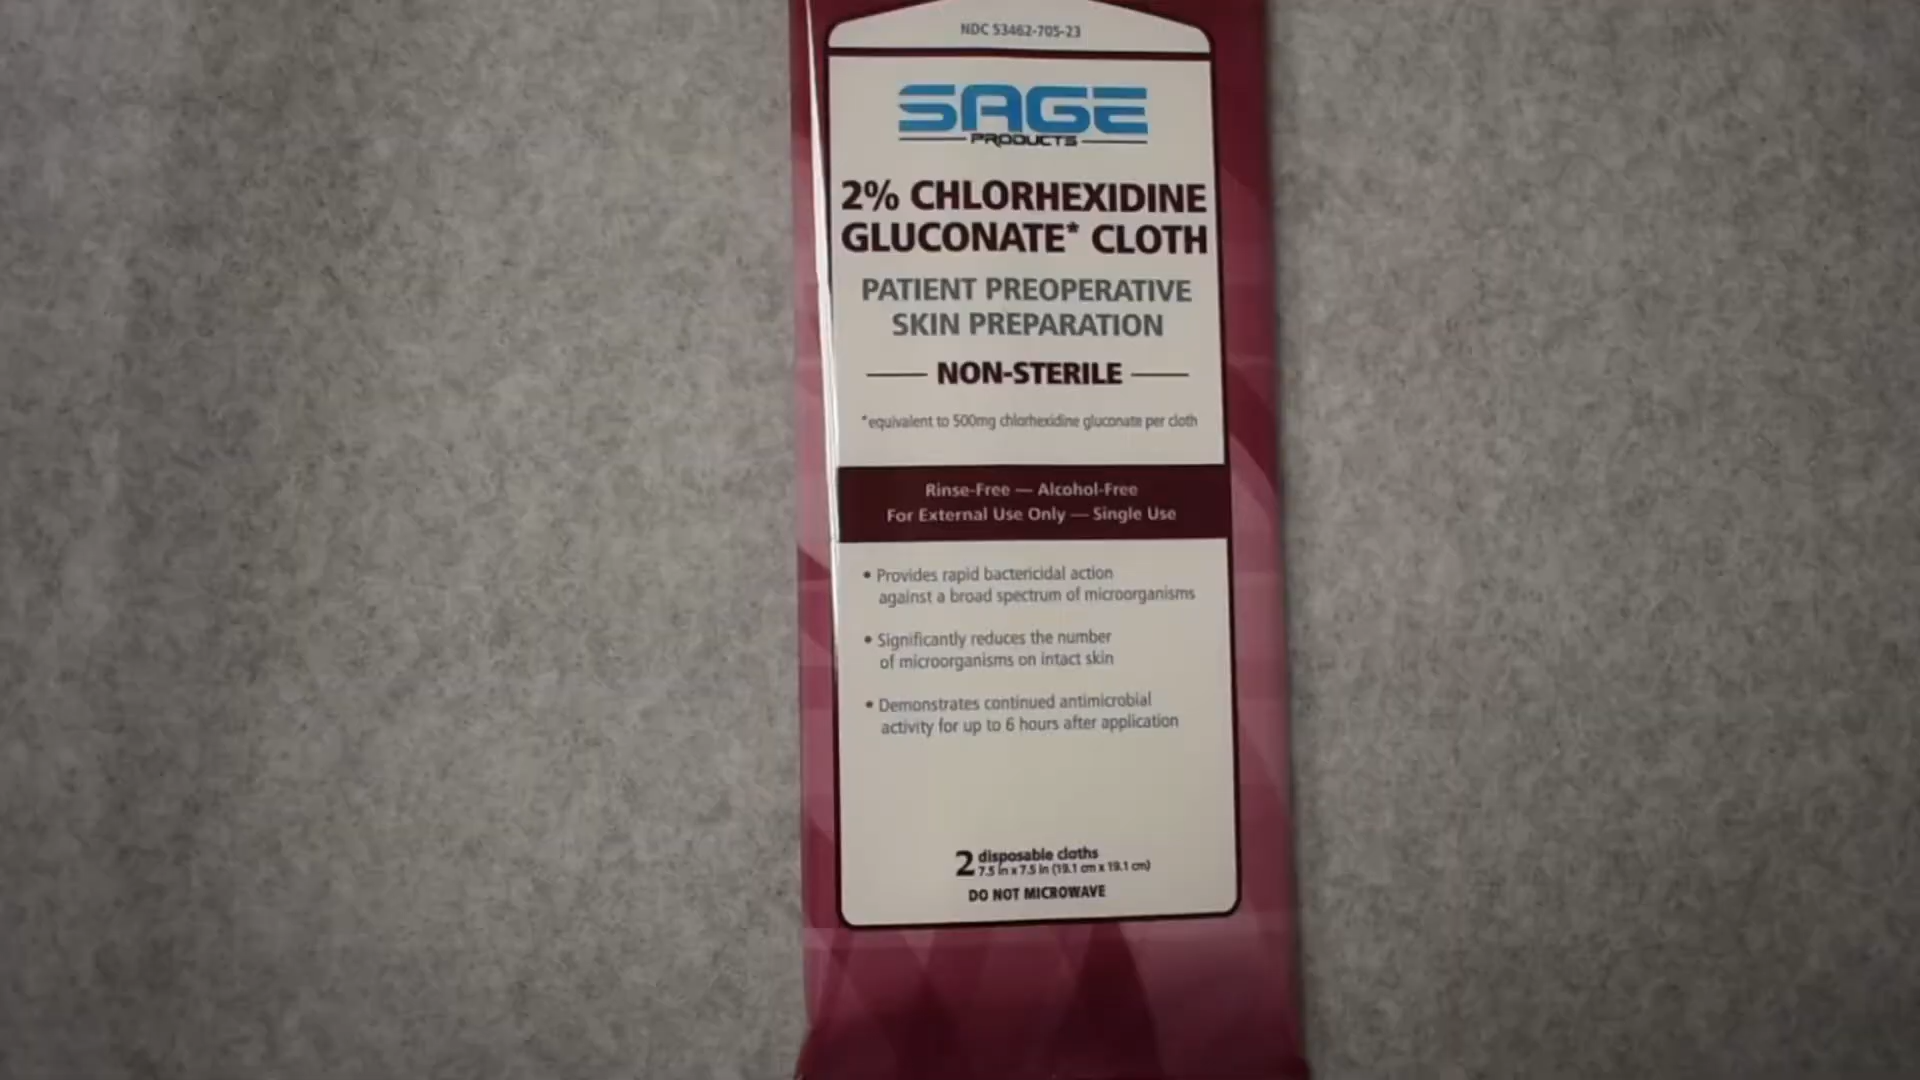 NDC 53462-705-23
SAGE
PRODUCTS
2% CHLORHEXIDINE
GLUCONATE* CLOTH
PATIENT PREOPERATIVE
SKIN PREPARATION
NON-STERILE
*equivalent to 500mg chlorhexidine gluconate per cloth
Rinse-Free — Alcohol-Free
For External Use Only — Single Use
• Provides rapid bactericidal action
against a broad spectrum of microorganisms
• Significantly reduces the number
of microorganisms on intact skin
• Demonstrates continued antimicrobial
activity for up to 6 hours after application
2 disposable cloths
7.5 in x 7.5 in (19.1 cm x 19.1 cm)
DO NOT MICROWAVE